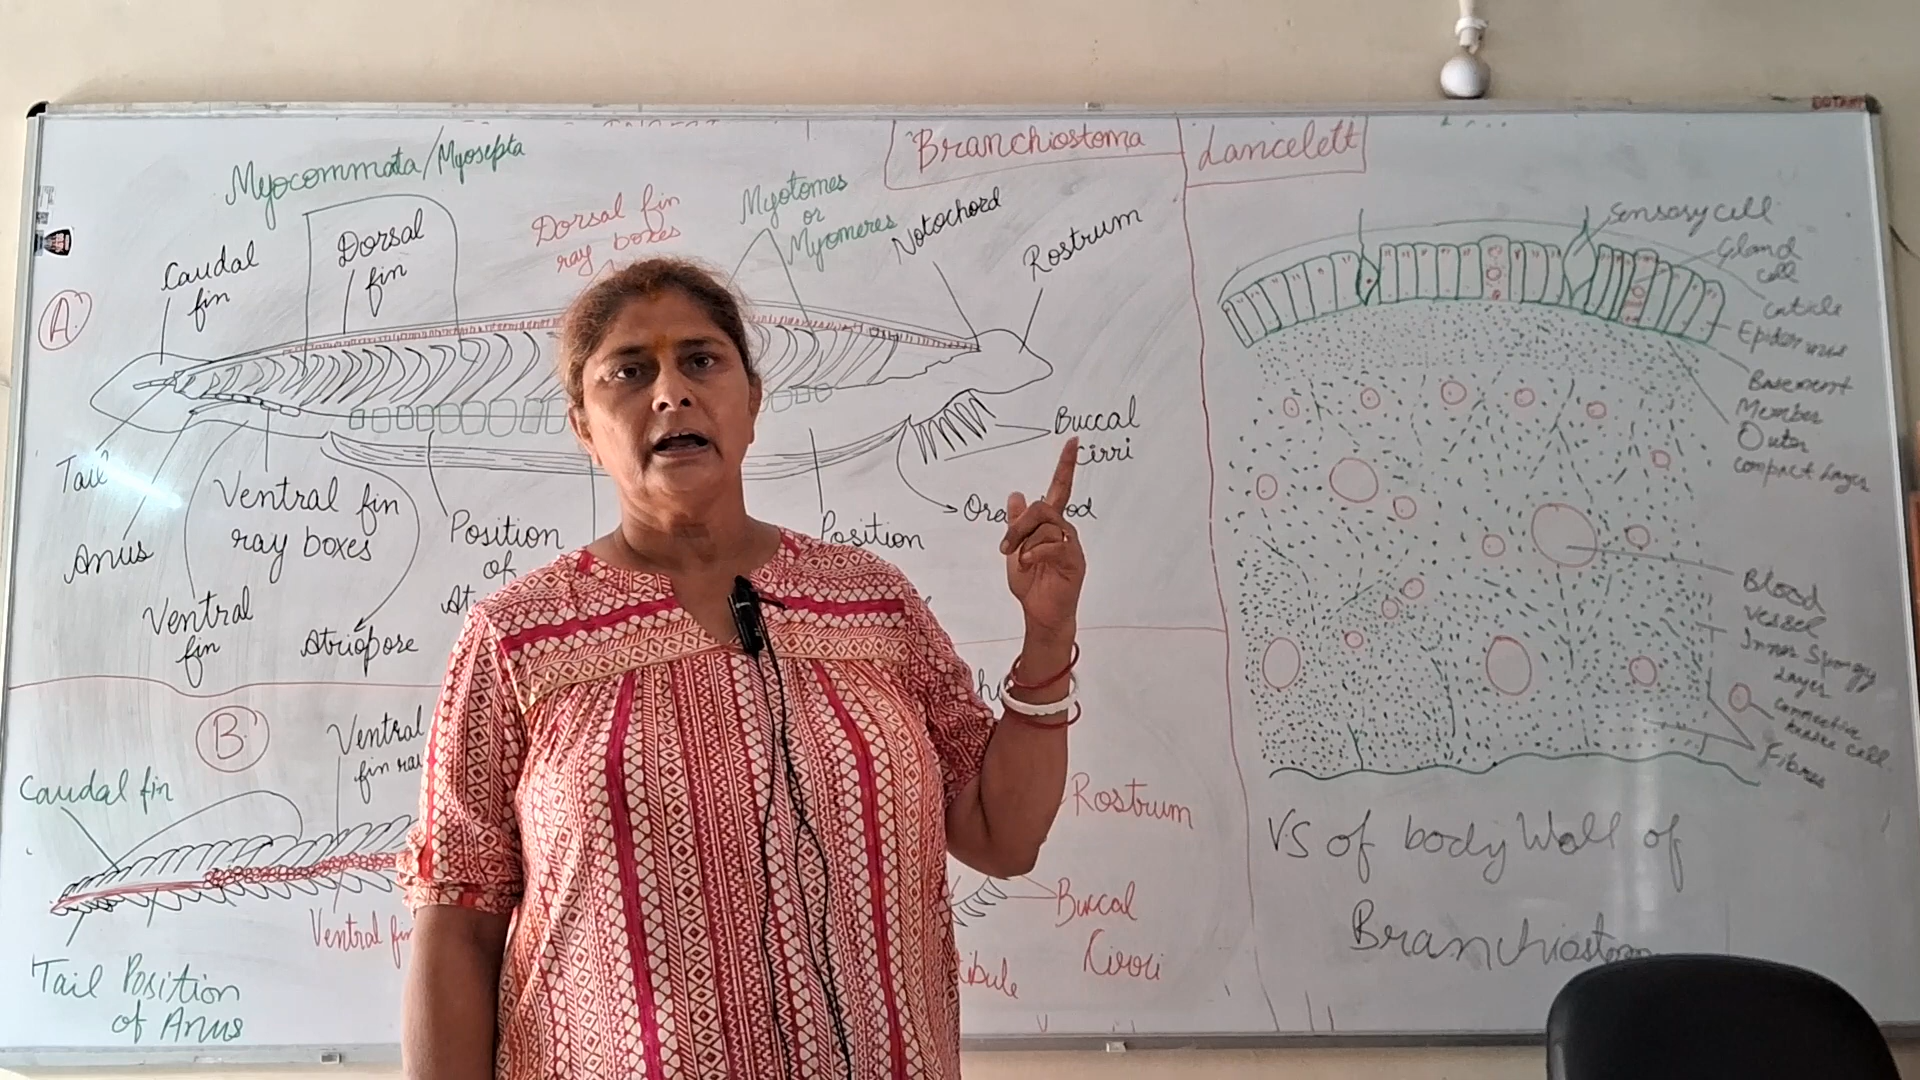 Branchiostoma
Lancelett
Myocommata/Myosepta
Dorsal fin
ray boxes
Myotomes
or
Myomeres
Notochord
Rostrum
Dorsal
fin
Caudal
fin
A
Tail
Anus
Ventral
fin
Ventral fin
ray boxes
Atriopore
Position
of
At
Position
Buccal
cirri
B
Ventral
fin
Caudal fin
Ventral
Tail Position
of Anus
Rostrum
Buccal
Cirri
Sensory cell
Gland
cell
Cuticle
Basement
Outer
compact Layer
Blood
vessel
Inner Spongy
Layer
Fibres
VS of body Wall of
Branchiostoma